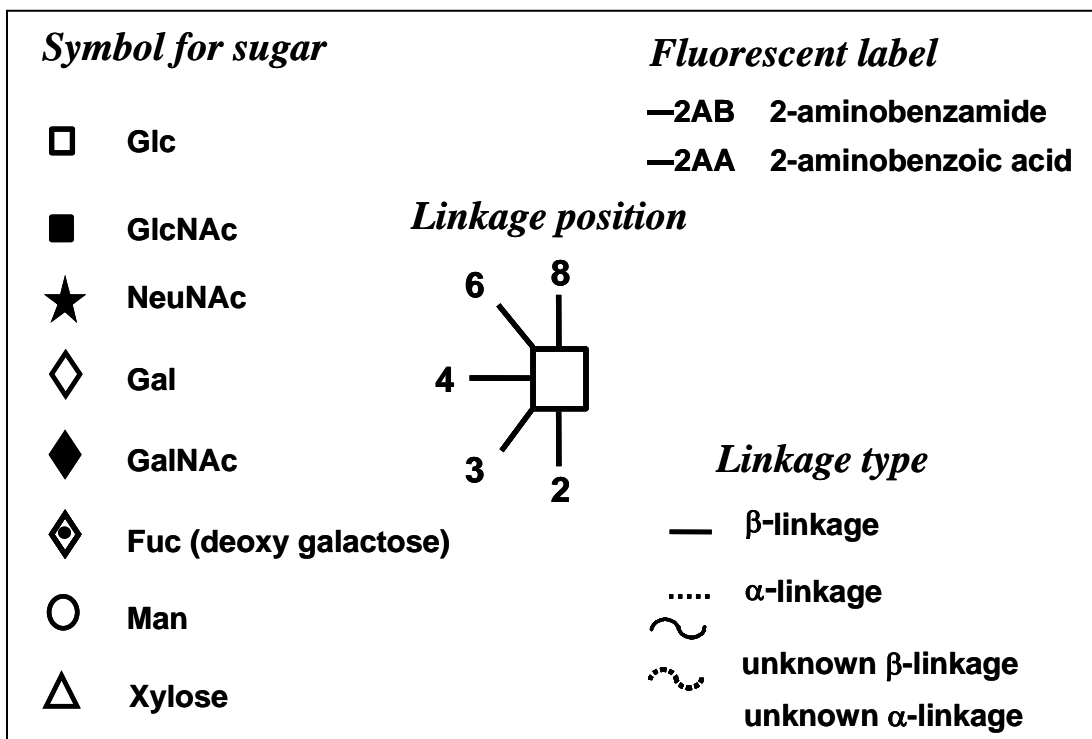 Symbol for sugar
Glc
GlcNAc
NeuNAc
Gal
GalNAc
Fuc (deoxy galactose)
Man
Xylose
Fluorescent label
—2AB 2-aminobenzamide
—2AA 2-aminobenzoic acid
Linkage position
8
6
4
3
2
Linkage type
β-linkage
α-linkage
unknown β-linkage
unknown α-linkage